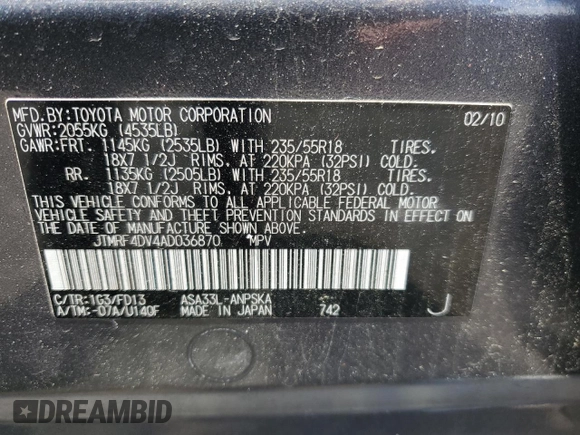 MFD.BY:TOYOTA MOTOR CORPORATION 02/10
GVWR:2055KG (4535LB)
GAWR:FRT. 1145KG (2535LB) WITH 235/55R18 TIRES.
18X7 1/2J RIMS, AT 220KPA (32PSI) COLD.
RR. 1135KG (2505LB) WITH 235/55R18 TIRES.
18X7 1/2J RIMS, AT 220KPA (32PSI) COLD.
THIS VEHICLE CONFORMS TO ALL APPLICABLE FEDERAL MOTOR
VEHICLE SAFETY AND THEFT PREVENTION STANDARDS IN EFFECT ON
THE DATE OF MANUFACTURE SHOWN ABOVE.
JTMRF4DV4AD036870 MPV
C/TR:1G3/FD13 ASA33L-ANPSKA
A/TM:-07A/U140F MADE IN JAPAN 742 J
DREAMBID